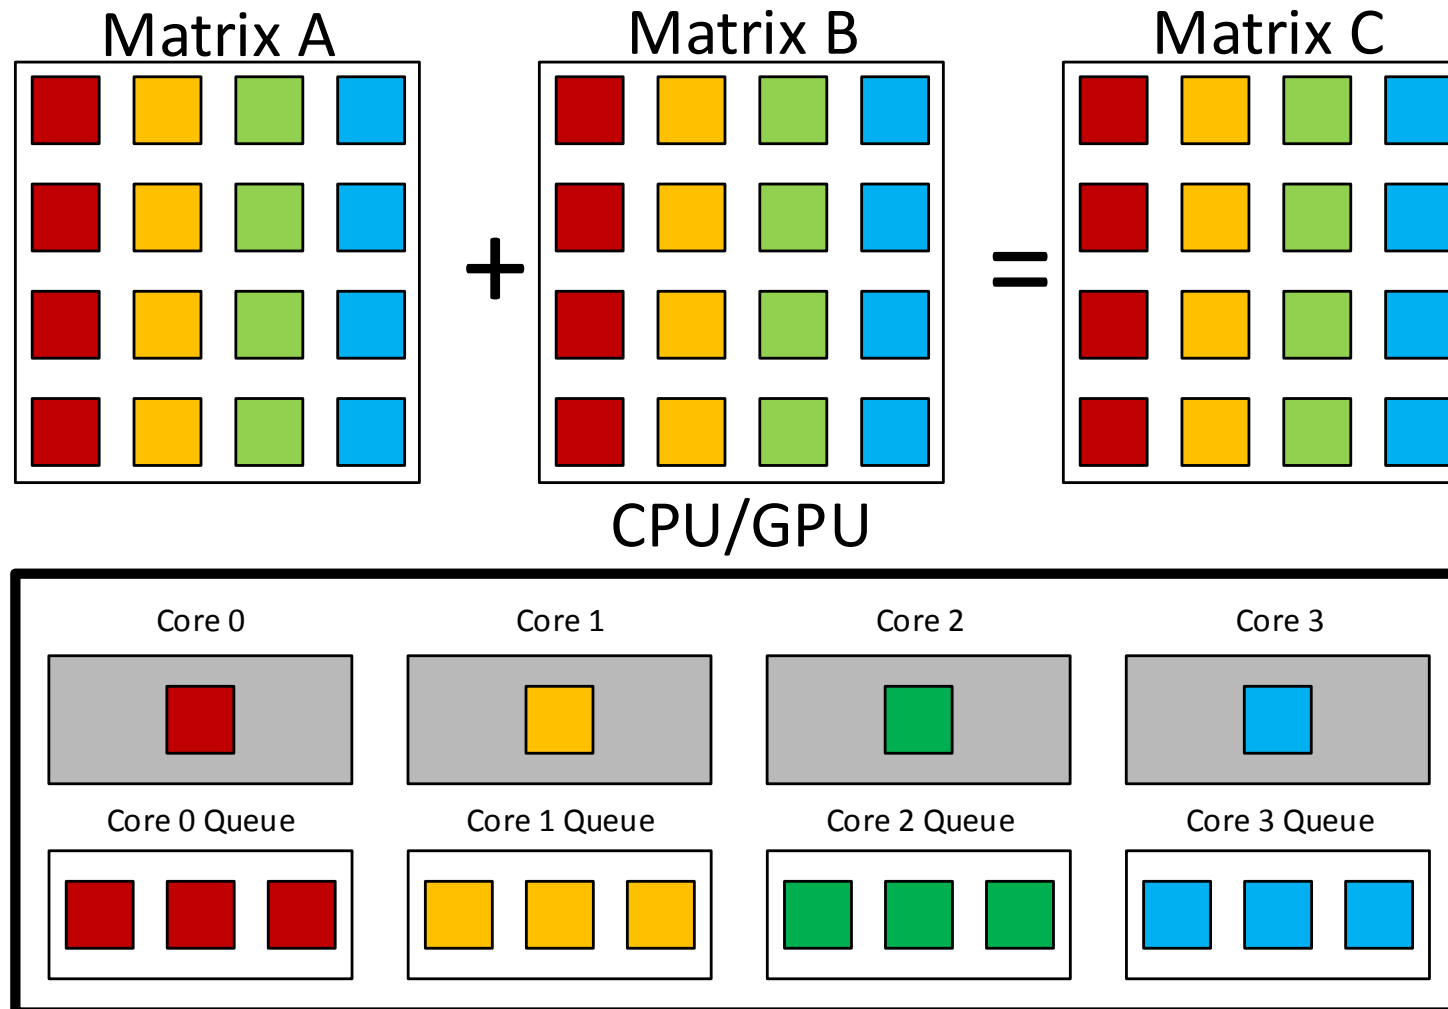 Matrix A
Matrix B
Matrix C
+
=
CPU/GPU
Core 0
Core 1
Core 2
Core 3
Core 0 Queue
Core 1 Queue
Core 2 Queue
Core 3 Queue